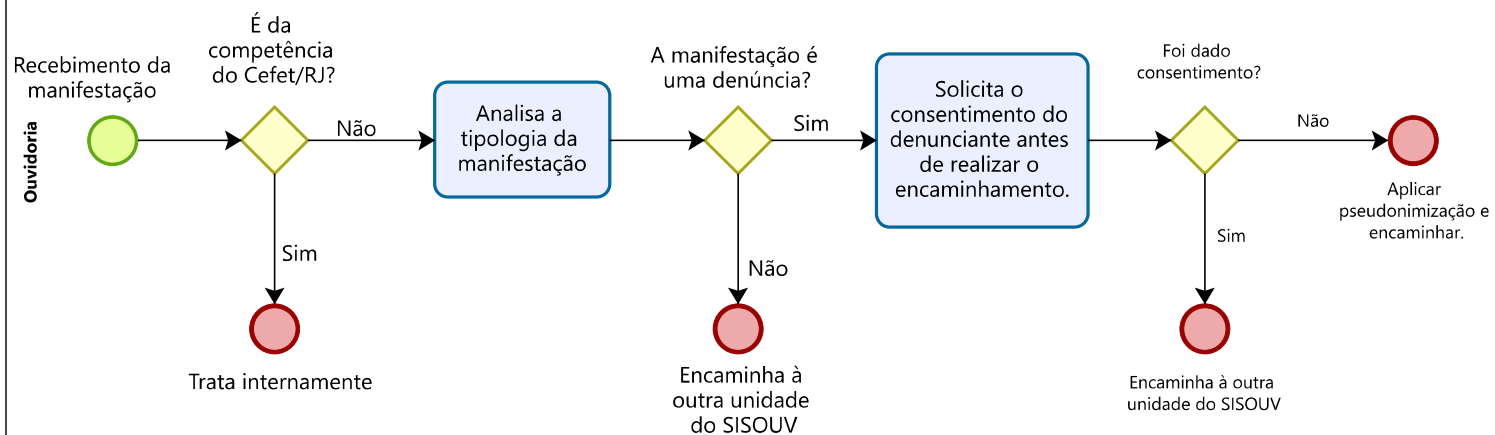 Ouvidoria
Recebimento da
manifestação
É da
competência
do Cefet/RJ?
Não
Sim
Trata internamente
Analisa a
tipologia da
manifestação
A manifestação é
uma denúncia?
Sim
Não
Encaminha à
outra unidade
do SISOUV
Solicita o
consentimento do
denunciante antes
de realizar o
encaminhamento.
Foi dado
consentimento?
Não
Sim
Encaminha à outra
unidade do SISOUV
Aplicar
pseudonimização e
encaminhar.